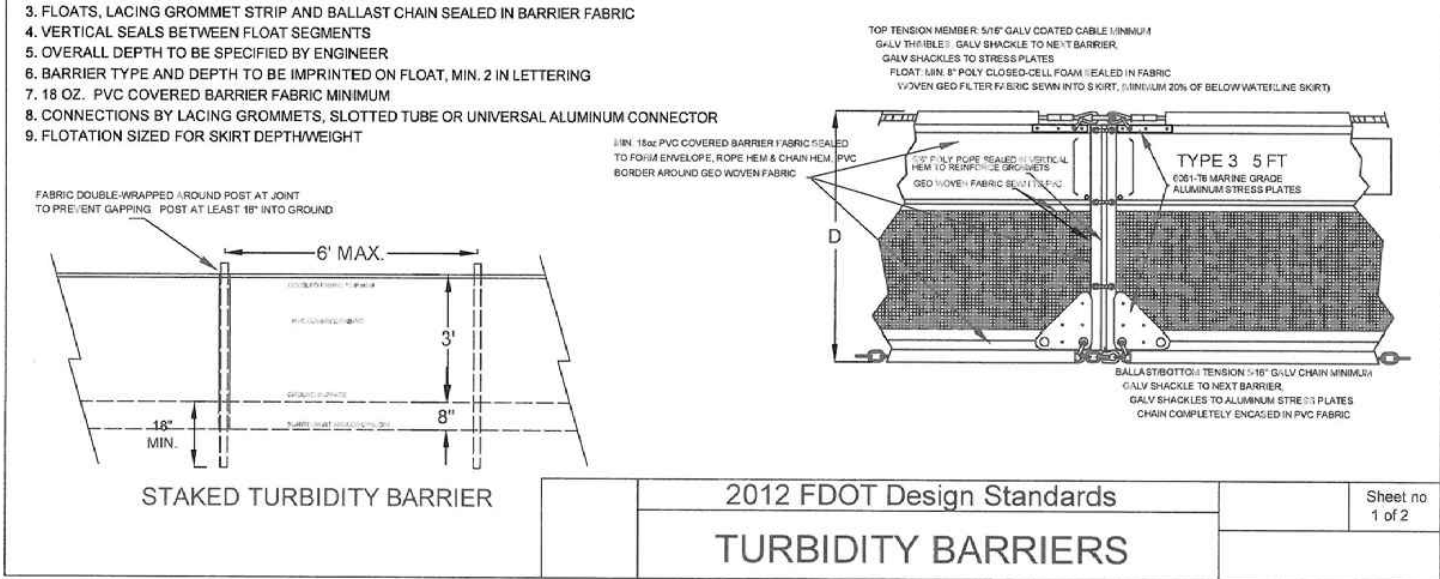 3. FLOATS, LACING GROMMET STRIP AND BALLAST CHAIN SEALED IN BARRIER FABRIC
4. VERTICAL SEALS BETWEEN FLOAT SEGMENTS
5. OVERALL DEPTH TO BE SPECIFIED BY ENGINEER
6. BARRIER TYPE AND DEPTH TO BE IMPRINTED ON FLOAT, MIN. 2 IN LETTERING
7. 18 OZ. PVC COVERED BARRIER FABRIC MINIMUM
8. CONNECTIONS BY LACING GROMMETS, SLOTTED TUBE OR UNIVERSAL ALUMINUM CONNECTOR
9. FLOTATION SIZED FOR SKIRT DEPTH/WEIGHT
FABRIC DOUBLE-WRAPPED AROUND POST AT JOINT
TO PREVENT GAPPING POST AT LEAST 18" INTO GROUND
6' MAX.
3'
8"
18"
MIN.
STAKED TURBIDITY BARRIER
TOP TENSION MEMBER: 5/16" GALV COATED CABLE MINIMUM
GALV THIMBLES, GALV SHACKLE TO NEXT BARRIER,
GALV SHACKLES TO STRESS PLATES
FLOAT: MIN. 8" POLY CLOSED-CELL FOAM SEALED IN FABRIC
WOVEN GEO FILTER FABRIC SEWN INTO SKIRT, (MINIMUM 20% OF BELOW WATERLINE SKIRT)
MIN. 18oz PVC COVERED BARRIER FABRIC SEALED
TO FORM ENVELOPE, ROPE HEM & CHAIN HEM, PVC
BORDER AROUND GEO WOVEN FABRIC
POLY ROPE SEALED IN VERTICAL
HEM TO REINFORCE GROMMETS
GEO WOVEN FABRIC SEWN TO PVC
TYPE 3 5 FT
6061-T6 MARINE GRADE
ALUMINUM STRESS PLATES
D
BALLAST/BOTTOM TENSION 5/16" GALV CHAIN MINIMUM
GALV SHACKLE TO NEXT BARRIER,
GALV SHACKLES TO ALUMINUM STRESS PLATES
CHAIN COMPLETELY ENCASED IN PVC FABRIC
2012 FDOT Design Standards
TURBIDITY BARRIERS
Sheet no
1 of 2